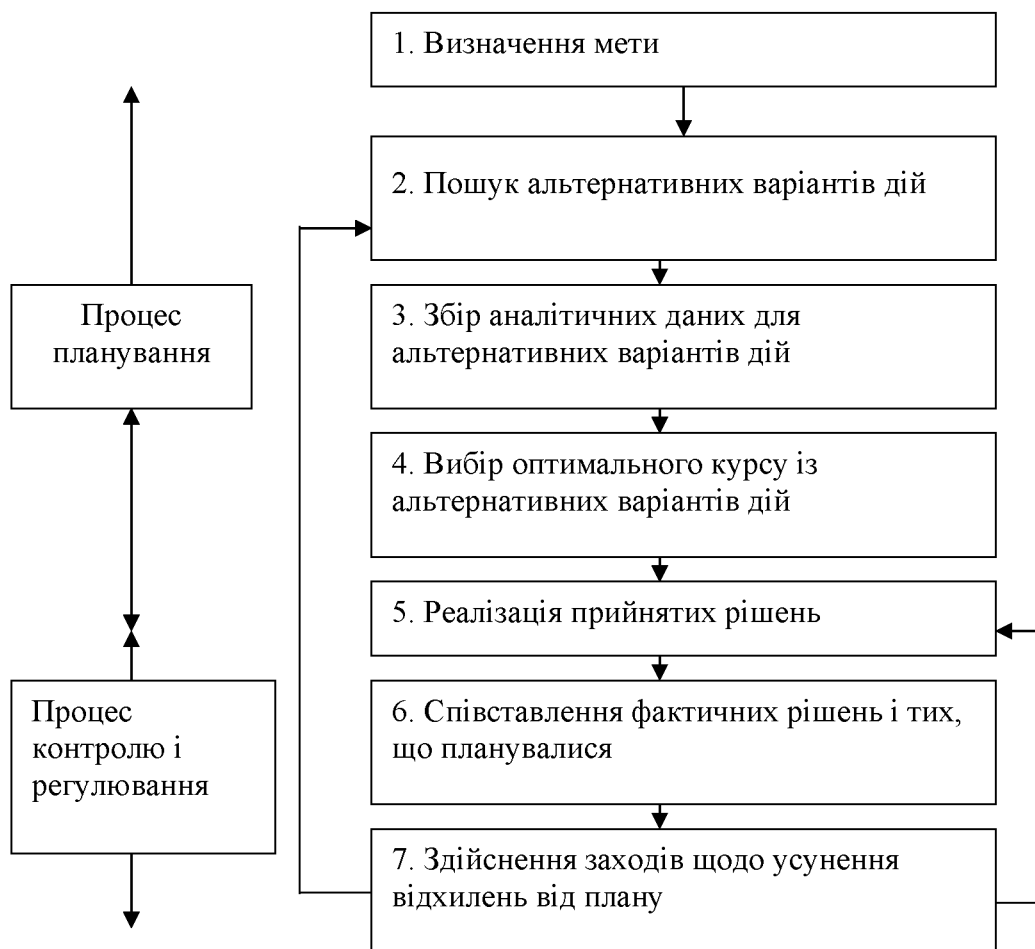 1. Визначення мети
2. Пошук альтернативних варіантів дій
Процес
планування
3. Збір аналітичних даних для
альтернативних варіантів дій
4. Вибір оптимального курсу із
альтернативних варіантів дій
5. Реалізація прийнятих рішень
Процес
контролю і
регулювання
6. Співставлення фактичних рішень і тих,
що планувалися
7. Здійснення заходів щодо усунення
відхилень від плану